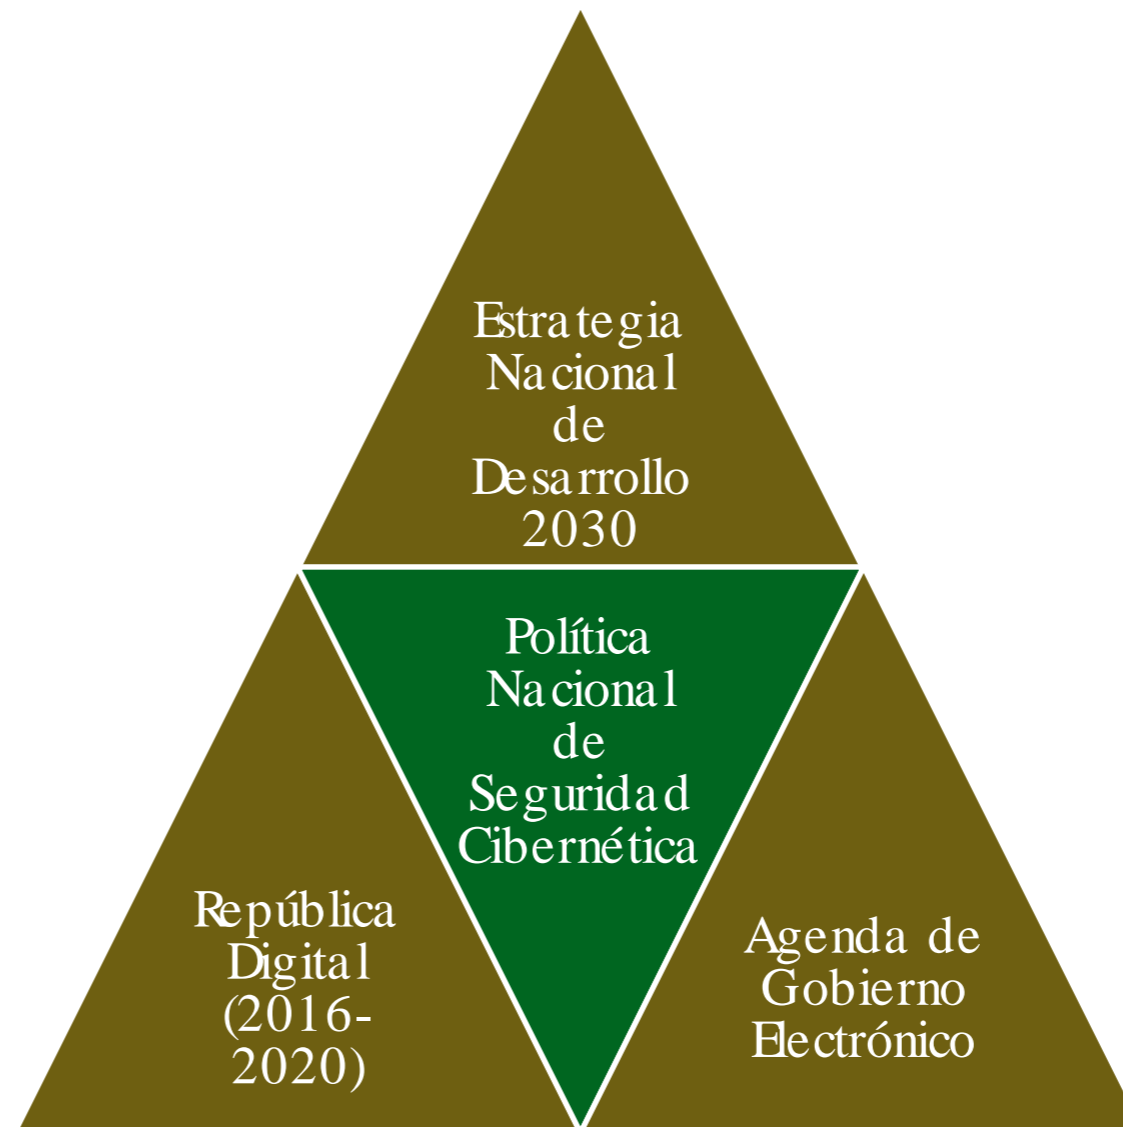 Estrategia
Nacional
de
Desarrollo
2030
Política
Nacional
de
Seguridad
Cibernética
República
Digital
(2016-
2020)
Agenda de
Gobierno
Electrónico